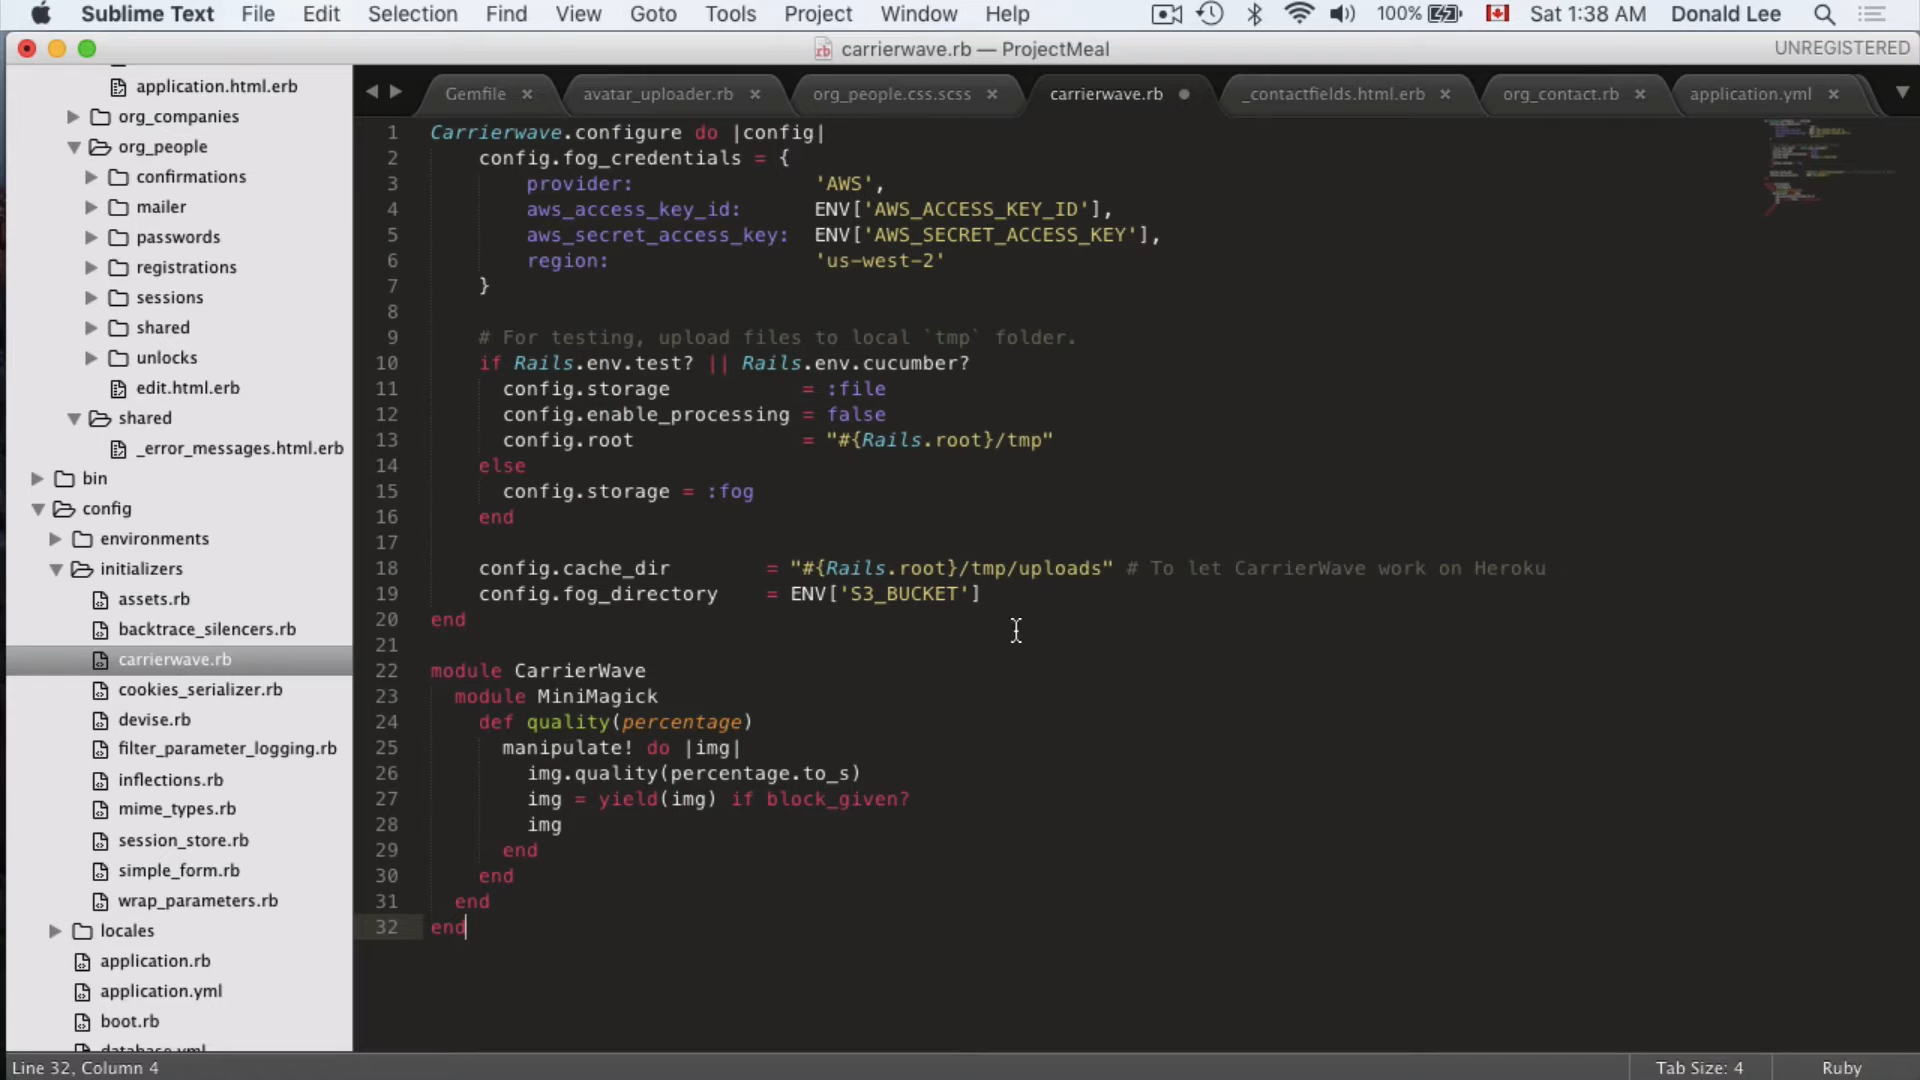 Sublime Text File Edit Selection Find View Goto Tools Project Window Help 100% Sat 1:38 AM Donald Lee
carrierwave.rb — ProjectMeal UNREGISTERED
Gemfile avatar_uploader.rb org_people.css.scss carrierwave.rb _contactfields.html.erb org_contact.rb application.yml
application.html.erb
org_companies
org_people
confirmations
mailer
passwords
registrations
sessions
shared
unlocks
edit.html.erb
shared
_error_messages.html.erb
bin
config
environments
initializers
assets.rb
backtrace_silencers.rb
carrierwave.rb
cookies_serializer.rb
devise.rb
filter_parameter_logging.rb
inflections.rb
mime_types.rb
session_store.rb
simple_form.rb
wrap_parameters.rb
locales
application.rb
application.yml
boot.rb
database.yml
1 Carrierwave.configure do |config|
2 config.fog_credentials = {
3 provider: 'AWS',
4 aws_access_key_id: ENV['AWS_ACCESS_KEY_ID'],
5 aws_secret_access_key: ENV['AWS_SECRET_ACCESS_KEY'],
6 region: 'us-west-2'
7 }
8
9 # For testing, upload files to local `tmp` folder.
10 if Rails.env.test? || Rails.env.cucumber?
11 config.storage = :file
12 config.enable_processing = false
13 config.root = "#{Rails.root}/tmp"
14 else
15 config.storage = :fog
16 end
17
18 config.cache_dir = "#{Rails.root}/tmp/uploads" # To let CarrierWave work on Heroku
19 config.fog_directory = ENV['S3_BUCKET']
20 end
21
22 module CarrierWave
23 module MiniMagick
24 def quality(percentage)
25 manipulate! do |img|
26 img.quality(percentage.to_s)
27 img = yield(img) if block_given?
28 img
29 end
30 end
31 end
32 end
Line 32, Column 4 Tab Size: 4 Ruby